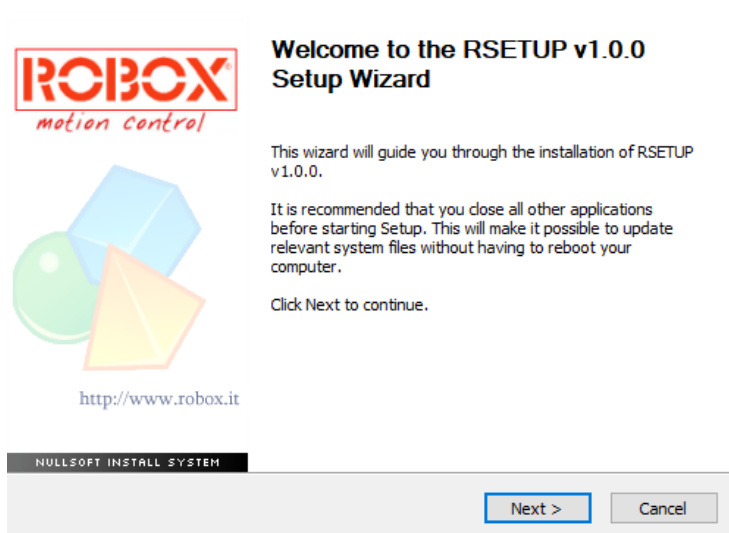 ROBOX®
motion control
http://www.robox.it
NULLSOFT INSTALL SYSTEM
Welcome to the RSETUP v1.0.0
Setup Wizard
This wizard will guide you through the installation of RSETUP
v1.0.0.
It is recommended that you close all other applications
before starting Setup. This will make it possible to update
relevant system files without having to reboot your
computer.
Click Next to continue.
Next >
Cancel